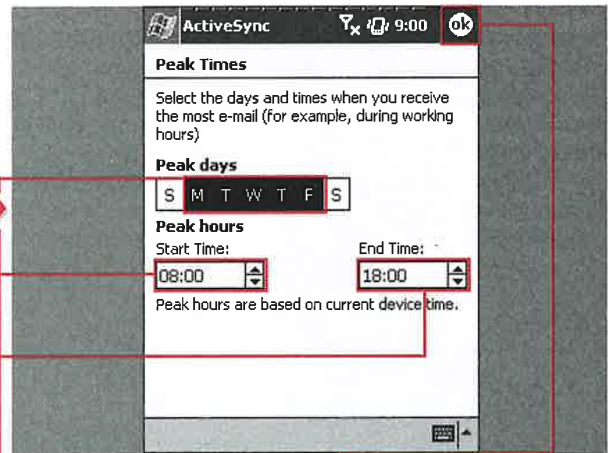 ActiveSync 9:00 ok
Peak Times
Select the days and times when you receive
the most e-mail (for example, during working
hours)
Peak days
S M T W T F S
Peak hours
Start Time: End Time:
08:00 18:00
Peak hours are based on current device time.